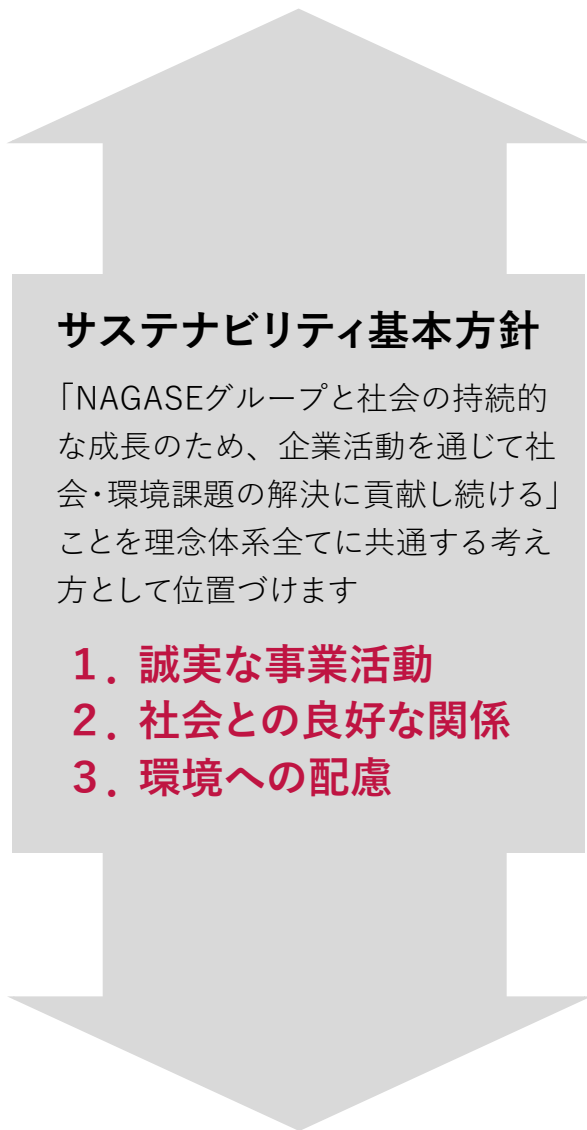 サステナビリティ基本方針
「NAGASEグループと社会の持続的
な成長のため、企業活動を通じて社
会・環境課題の解決に貢献し続ける」
ことを理念体系全てに共通する考え
方として位置づけます
1．誠実な事業活動
2．社会との良好な関係
3．環境への配慮